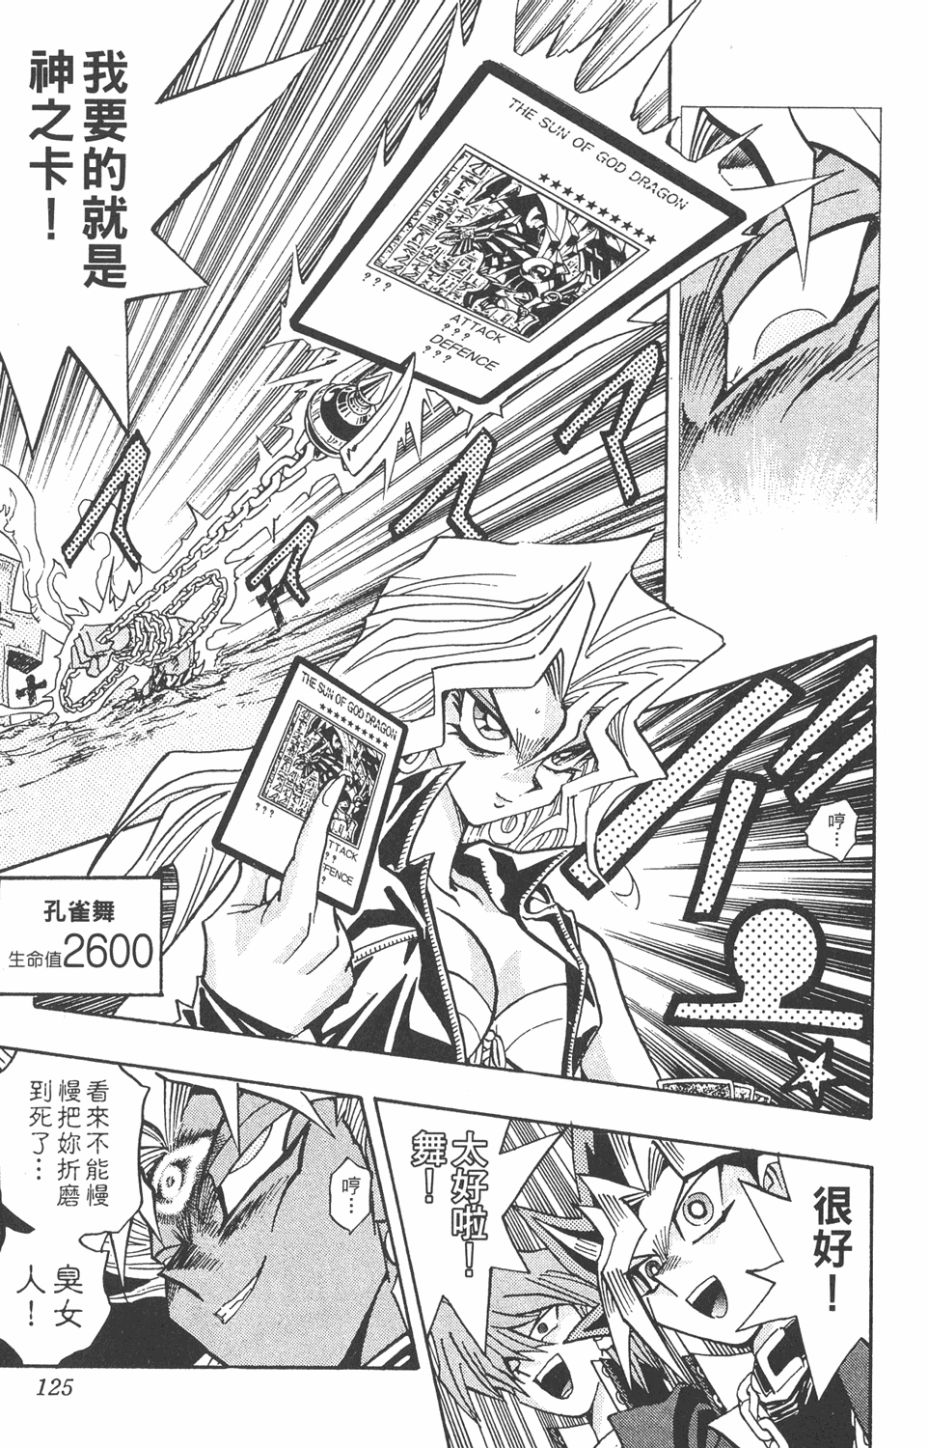 我要的就是
神之卡！
THE SUN OF GOD DRAGON
★★★★★★★★★★
???
ATTACK
???
DEFENCE
???
THE SUN OF GOD DRAGON
★★★★★★★★★★
???
ATTACK
??
DEFENCE
?
哼…
孔雀舞
生命值2600
很好！
太好啦！
舞！
哼…
看來不能慢
慢把妳折磨
到死了…
臭女
人！
125